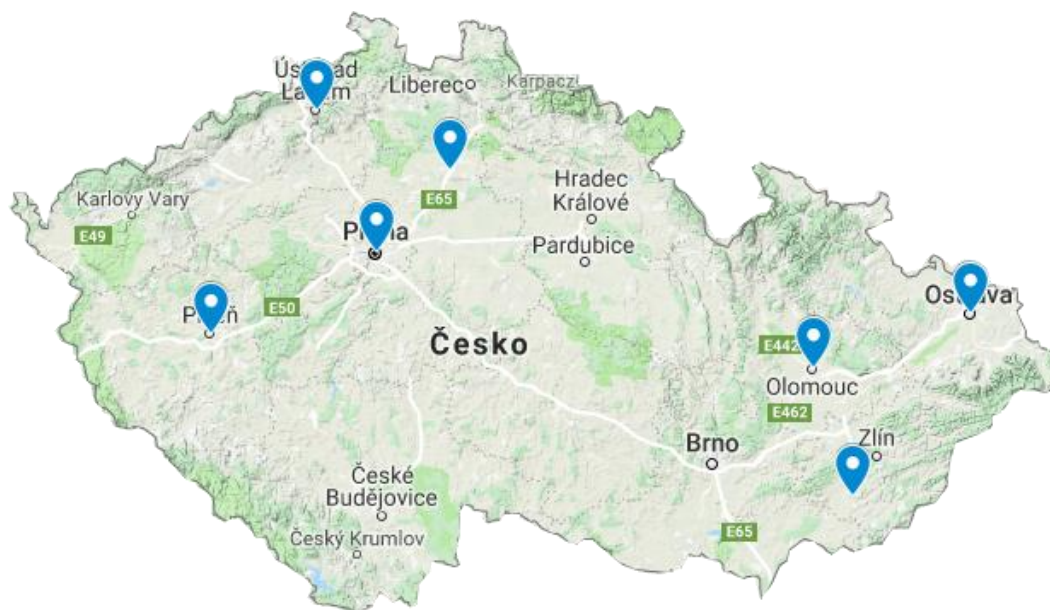 Liberec
Karpaczi
Karlovy Vary
E65
Hradec
Králové
E49
Pardubice
E50
Česko
E442
Olomouc
E462
Brno
Zlín
České
Budějovice
Český Krumlov
E65